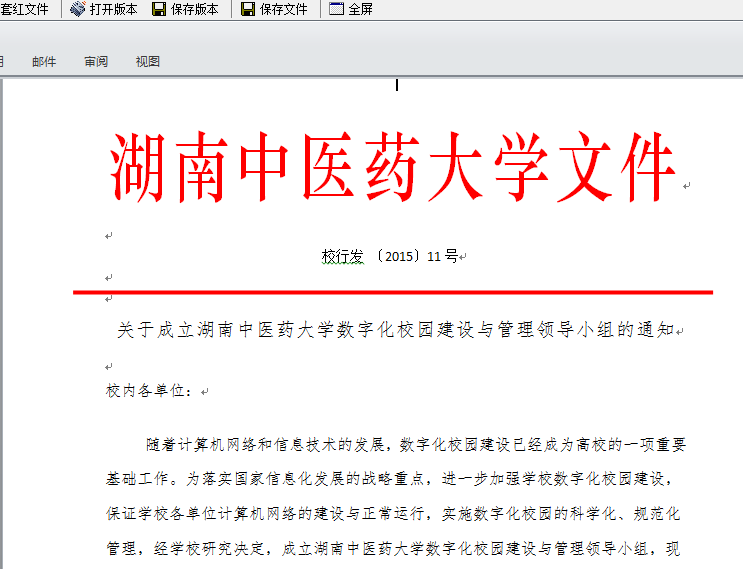 套红文件 打开版本 保存版本 保存文件 全屏
邮件 审阅 视图
湖南中医药大学文件
校行发 〔2015〕11 号
关于成立湖南中医药大学数字化校园建设与管理领导小组的通知
校内各单位：
随着计算机网络和信息技术的发展，数字化校园建设已经成为高校的一项重要
基础工作。为落实国家信息化发展的战略重点，进一步加强学校数字化校园建设，
保证学校各单位计算机网络的建设与正常运行，实施数字化校园的科学化、规范化
管理，经学校研究决定，成立湖南中医药大学数字化校园建设与管理领导小组，现